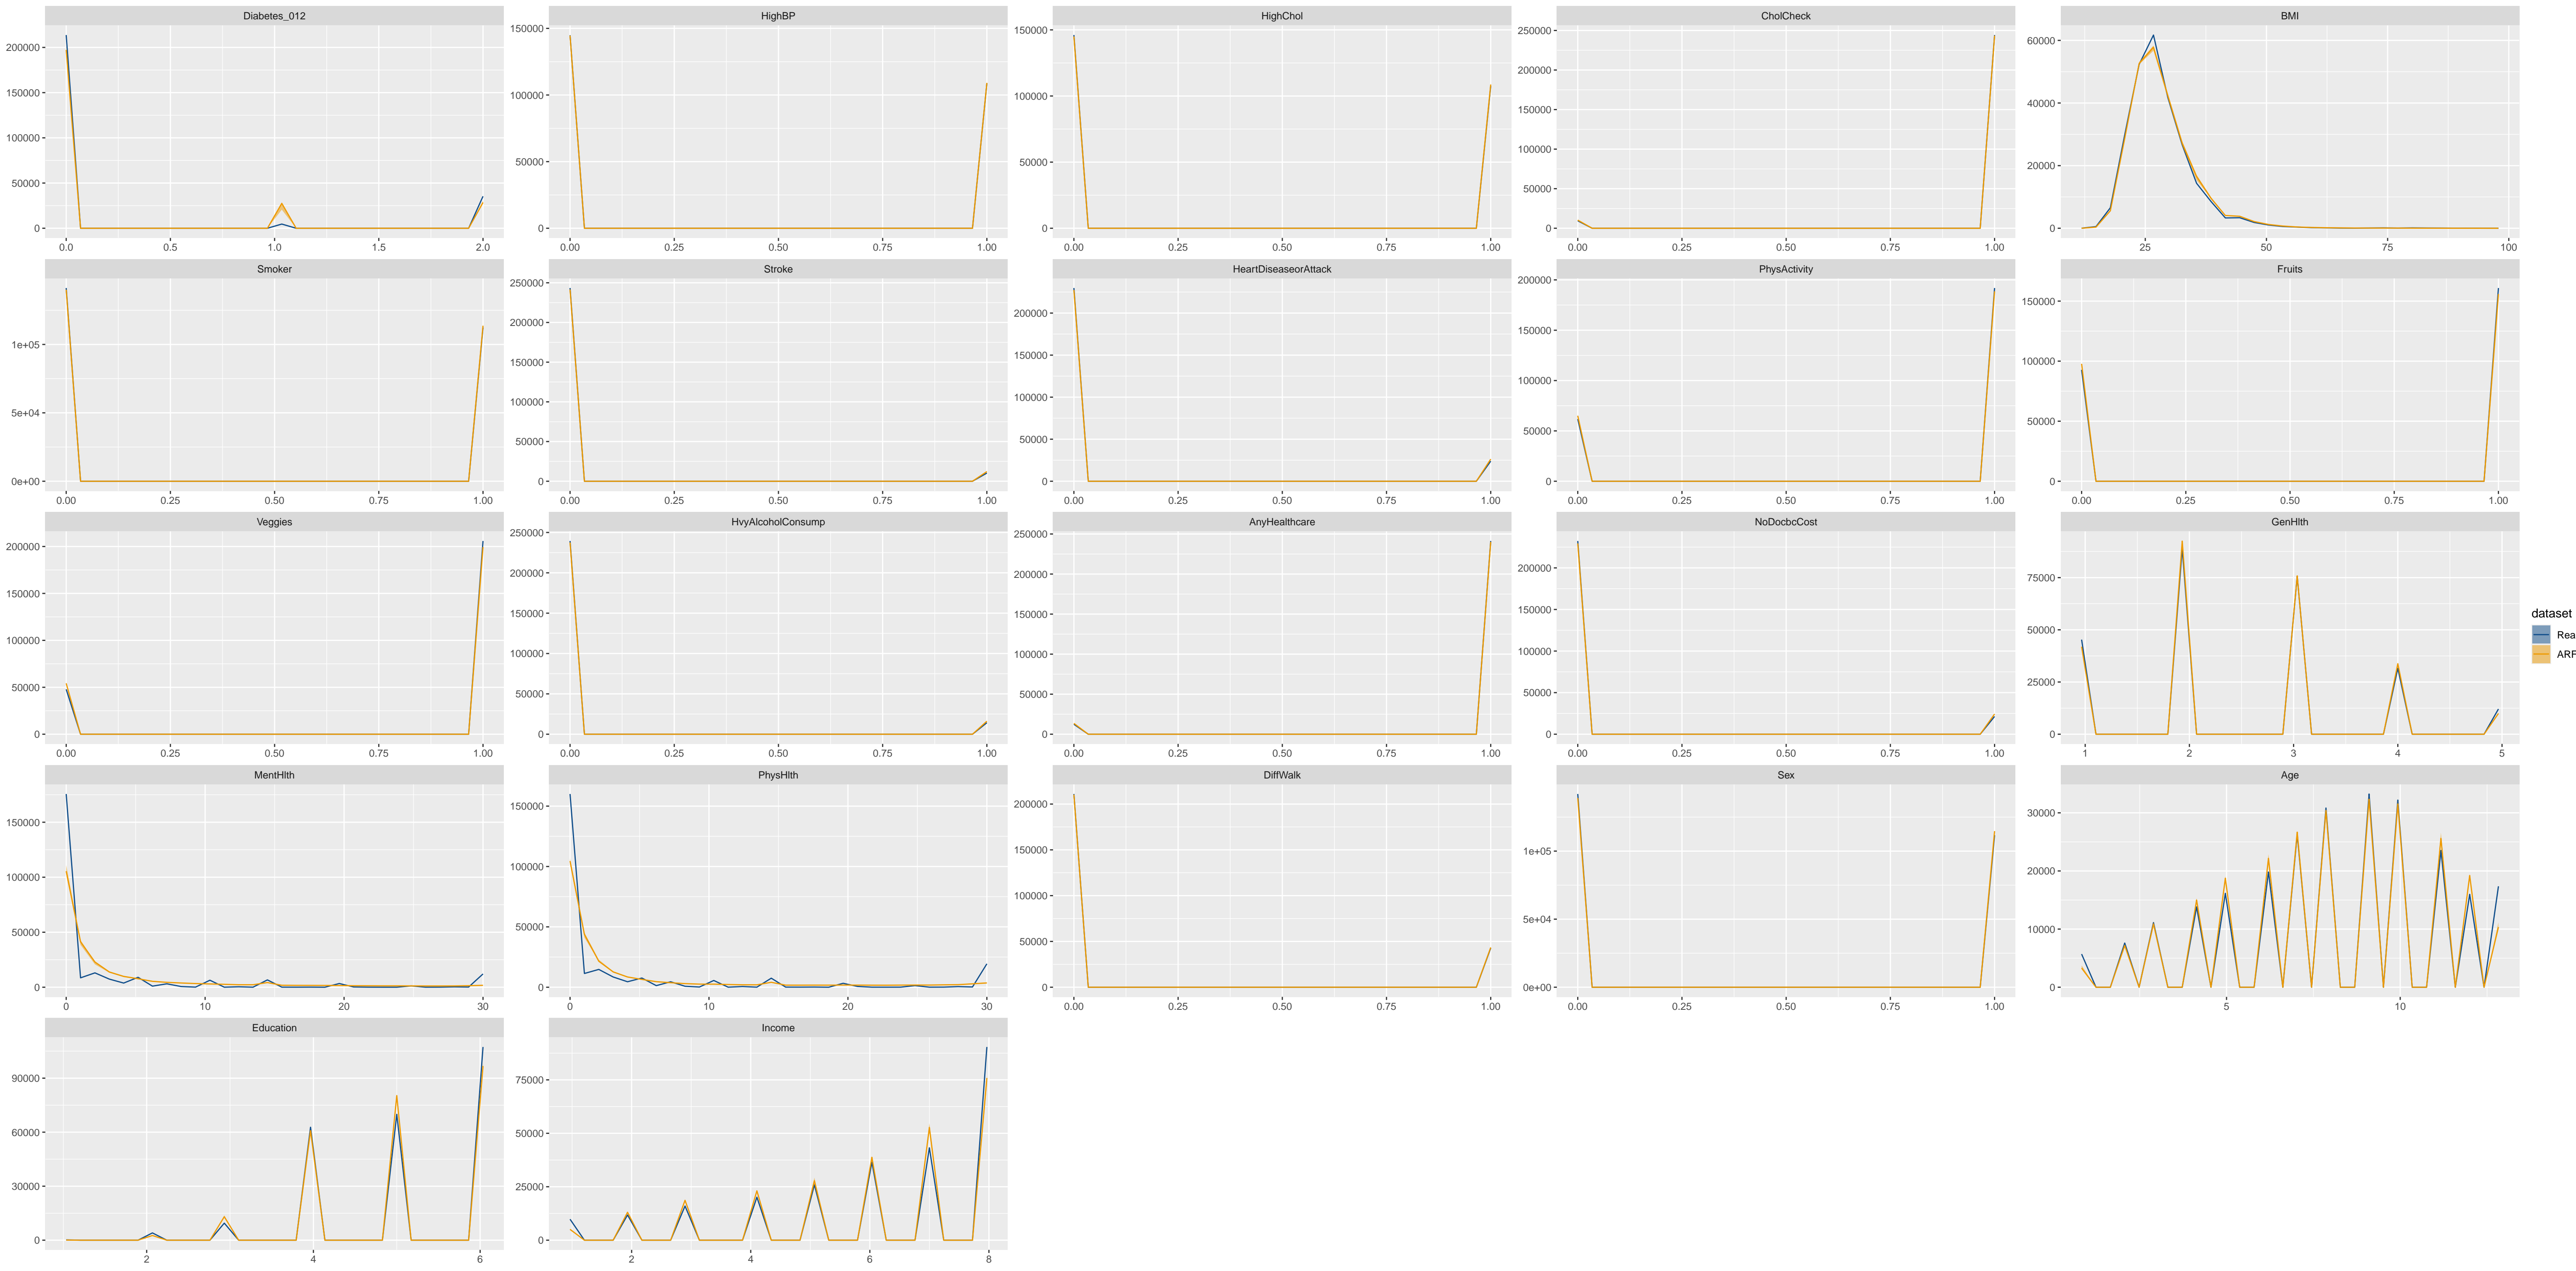 Diabetes_012 HighBP HighChol CholCheck BMI
200000 150000 100000 50000 0
0.0 0.5 1.0 1.5 2.0
150000 100000 50000 0
0.00 0.25 0.50 0.75 1.00
150000 100000 50000 0
0.00 0.25 0.50 0.75 1.00
250000 200000 150000 100000 50000 0
0.00 0.25 0.50 0.75 1.00
60000 40000 20000 0
25 50 75 100
Smoker Stroke HeartDiseaseorAttack PhysActivity Fruits
1e+05 5e+04 0e+00
0.00 0.25 0.50 0.75 1.00
250000 200000 150000 100000 50000 0
0.00 0.25 0.50 0.75 1.00
200000 150000 100000 50000 0
0.00 0.25 0.50 0.75 1.00
200000 150000 100000 50000 0
0.00 0.25 0.50 0.75 1.00
150000 100000 50000 0
0.00 0.25 0.50 0.75 1.00
Veggies HvyAlcoholConsump AnyHealthcare NoDocbcCost GenHlth
200000 150000 100000 50000 0
0.00 0.25 0.50 0.75 1.00
250000 200000 150000 100000 50000 0
0.00 0.25 0.50 0.75 1.00
250000 200000 150000 100000 50000 0
0.00 0.25 0.50 0.75 1.00
200000 150000 100000 50000 0
0.00 0.25 0.50 0.75 1.00
75000 50000 25000 0
1 2 3 4 5
dataset
Rea
ARF
MentHlth PhysHlth DiffWalk Sex Age
150000 100000 50000 0
0 10 20 30
150000 100000 50000 0
0 10 20 30
200000 150000 100000 50000 0
0.00 0.25 0.50 0.75 1.00
1e+05 5e+04 0e+00
0.00 0.25 0.50 0.75 1.00
30000 20000 10000 0
5 10
Education Income
90000 60000 30000 0
2 4 6
75000 50000 25000 0
2 4 6 8